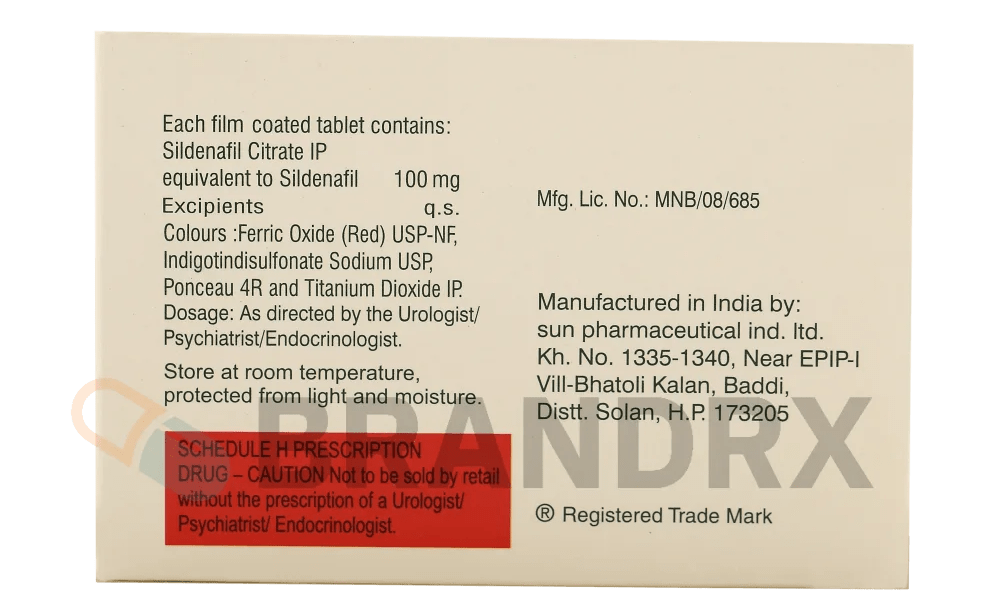 Each film coated tablet contains:
Sildenafil Citrate IP
equivalent to Sildenafil 100 mg
Excipients q.s.
Colours :Ferric Oxide (Red) USP-NF,
Indigotindisulfonate Sodium USP,
Ponceau 4R and Titanium Dioxide IP.
Dosage: As directed by the Urologist/
Psychiatrist/Endocrinologist.
Store at room temperature,
protected from light and moisture.
SCHEDULE H PRESCRIPTION
DRUG – CAUTION Not to be sold by retail
without the prescription of a Urologist/
Psychiatrist/ Endocrinologist.
Mfg. Lic. No.: MNB/08/685
Manufactured in India by:
sun pharmaceutical ind. ltd.
Kh. No. 1335-1340, Near EPIP-I
Vill-Bhatoli Kalan, Baddi,
Distt. Solan, H.P. 173205
® Registered Trade Mark
BRANDRX